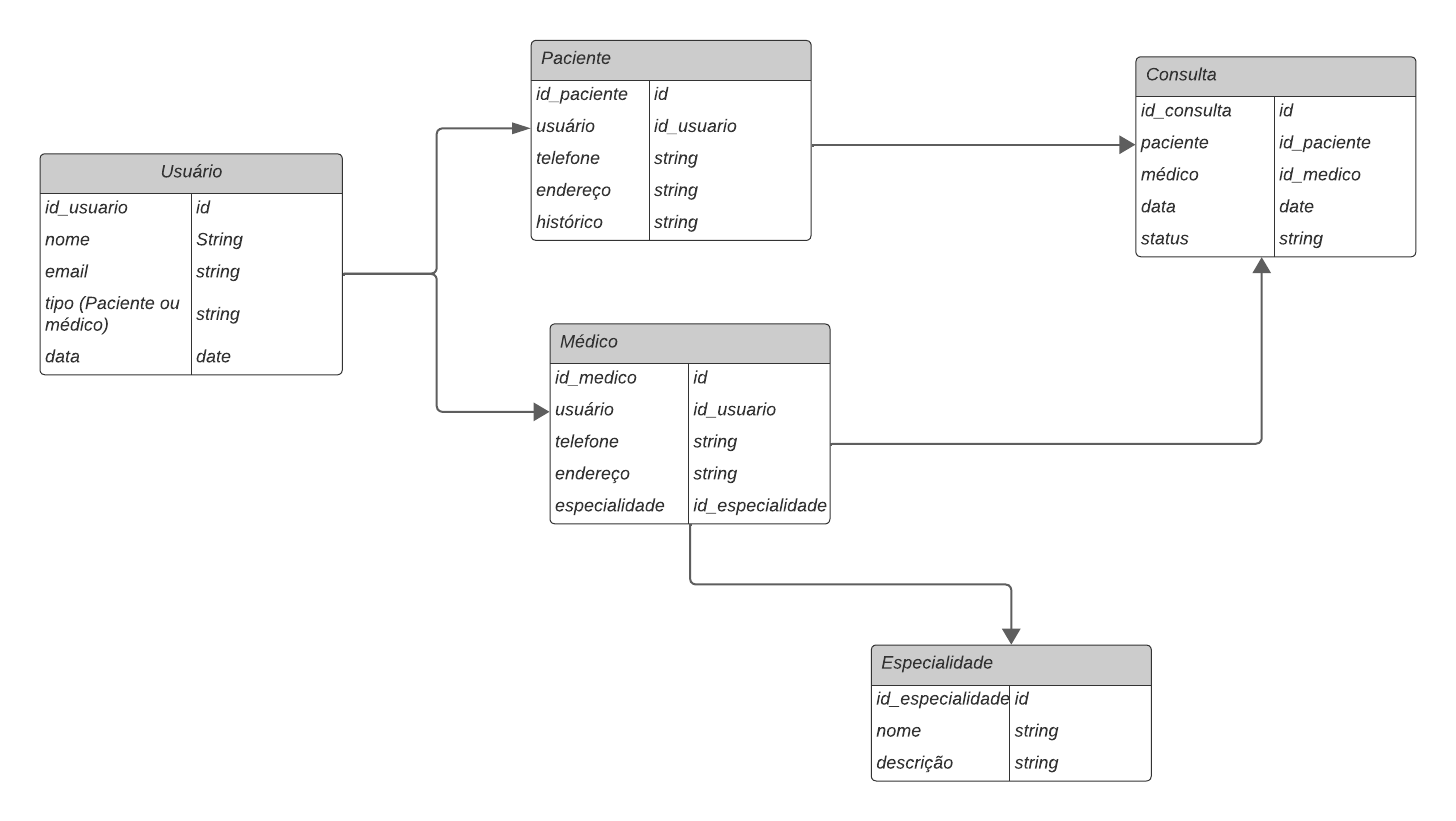 Usuário
id_usuario id
nome String
email string
tipo (Paciente ou
médico) string
data date
Paciente
id_paciente id
usuário id_usuario
telefone string
endereço string
histórico string
Médico
id_medico id
usuário id_usuario
telefone string
endereço string
especialidade id_especialidade
Consulta
id_consulta id
paciente id_paciente
médico id_medico
data date
status string
Especialidade
id_especialidade id
nome string
descrição string